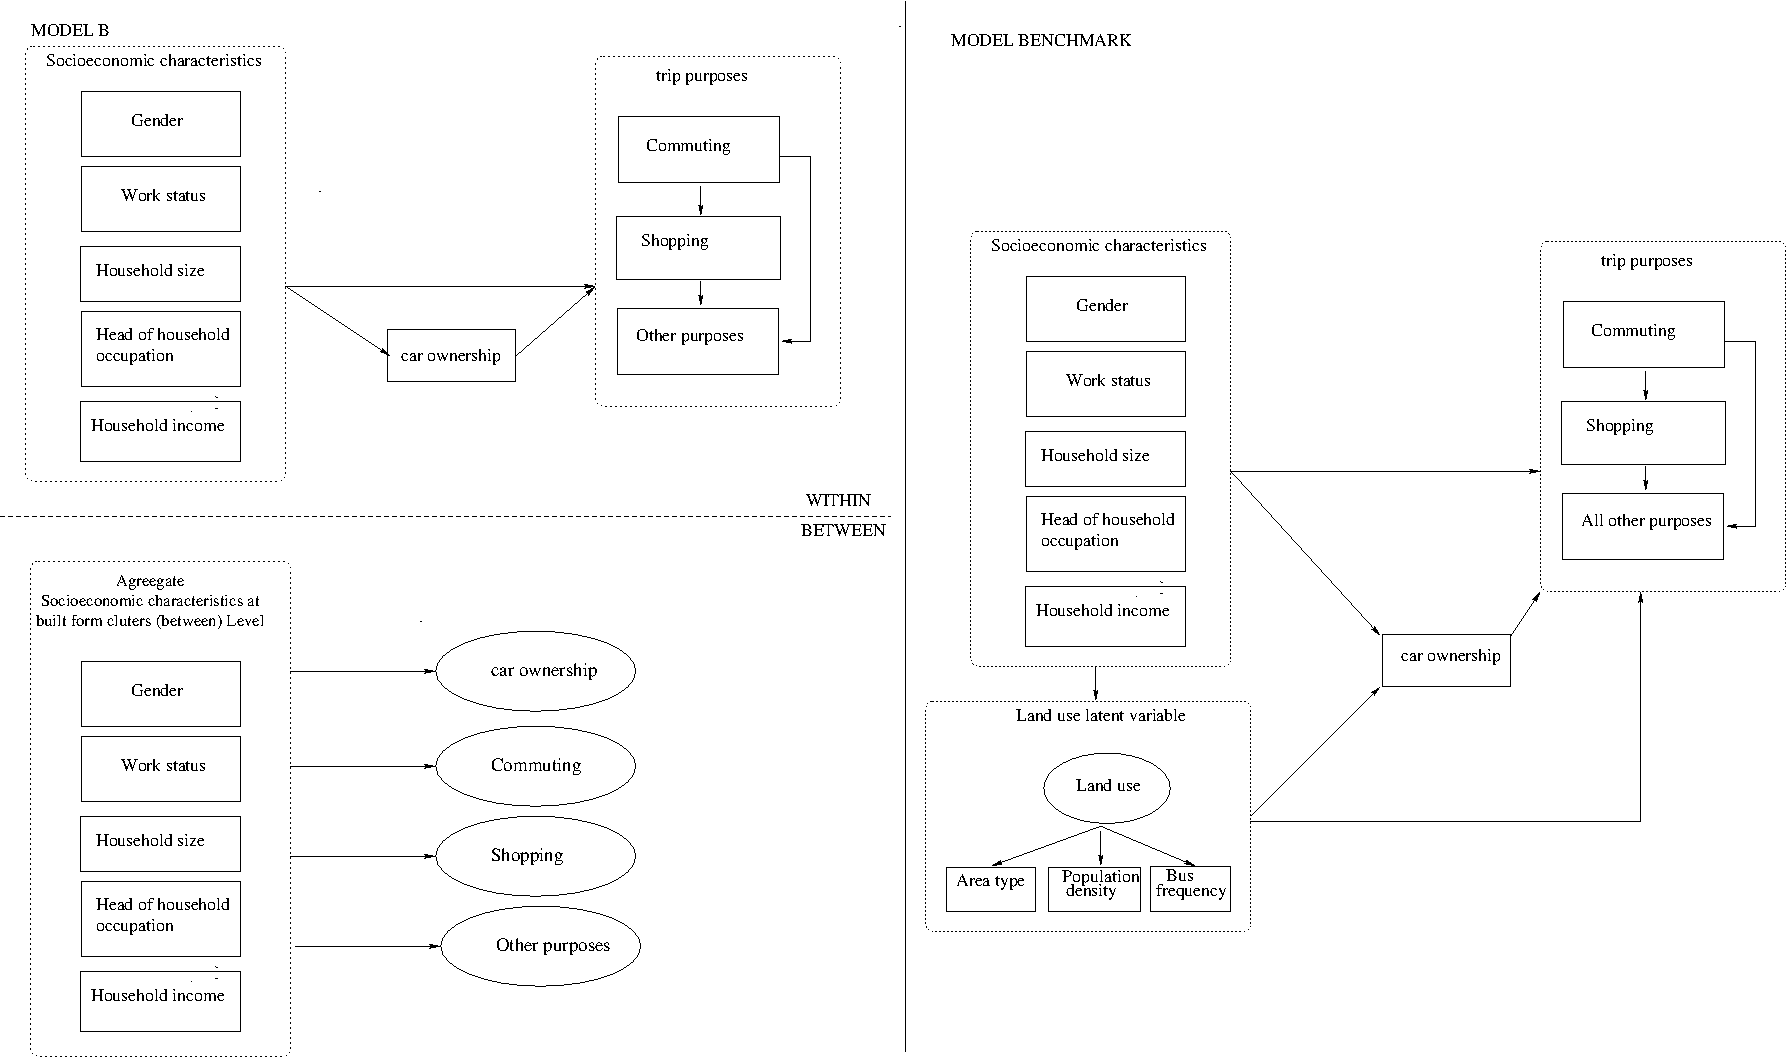 MODEL B
Socioeconomic characteristics
Gender
Work status
Household size
Head of household
occupation
Household income
car ownership
trip purposes
Commuting
Shopping
Other purposes
WITHIN
BETWEEN
Agreegate
Socioeconomic characteristics at
built form cluters (between) Level
Gender
Work status
Household size
Head of household
occupation
Household income
car ownership
Commuting
Shopping
Other purposes
MODEL BENCHMARK
Socioeconomic characteristics
Gender
Work status
Household size
Head of household
occupation
Household income
trip purposes
Commuting
Shopping
All other purposes
car ownership
Land use latent variable
Land use
Area type
Population
density
Bus
frequency